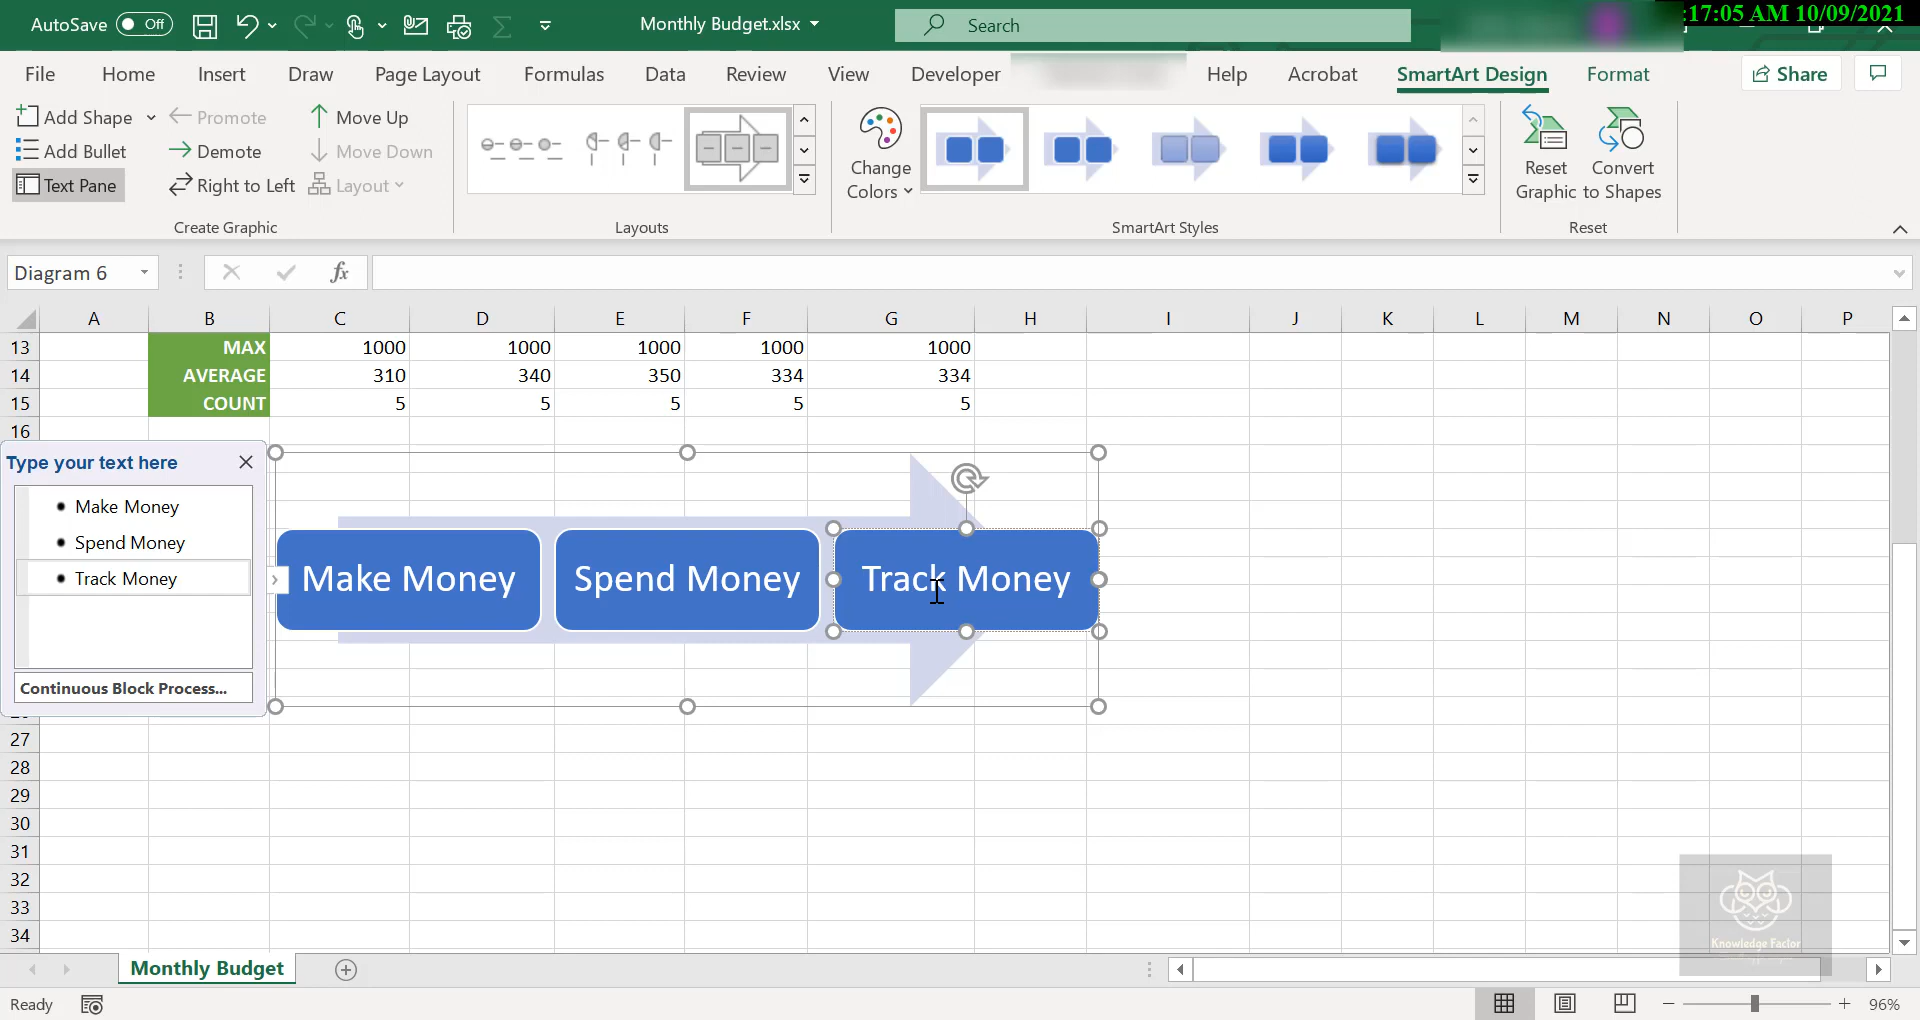 AutoSave Off
Monthly Budget.xlsx
Search
:17:05 AM 10/09/2021
File Home Insert Draw Page Layout Formulas Data Review View Developer Help Acrobat SmartArt Design Format Share
Add Shape Promote Move Up
Add Bullet Demote Move Down
Text Pane Right to Left Layout
Change
Colors
Reset
Graphic
Convert
to Shapes
Create Graphic Layouts SmartArt Styles Reset
Diagram 6 fx
A B C D E F G H I J K L M N O P
13 MAX 1000 1000 1000 1000 1000
14 AVERAGE 310 340 350 334 334
15 COUNT 5 5 5 5 5
16
Type your text here
Make Money
Spend Money
Track Money
Continuous Block Process...
Make Money Spend Money Track Money
27
28
29
30
31
32
33
34
Knowledge Factor
Monthly Budget
Ready
96%